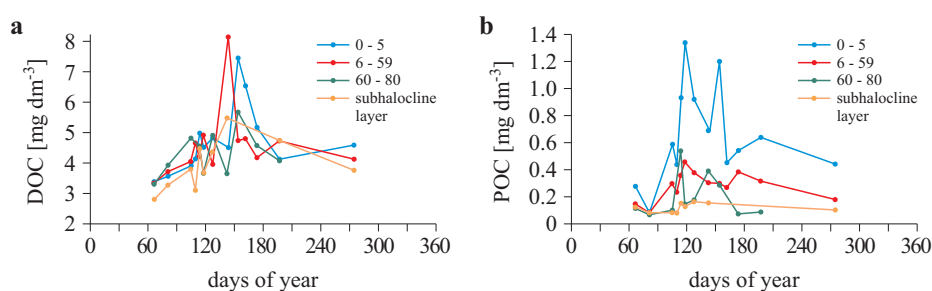 a
DOC [mg dm⁻³]
8
7
6
5
4
3
2
0 60 120 180 240 300 360
days of year
0 - 5
6 - 59
60 - 80
subhalocline
layer
b
POC [mg dm⁻³]
1.4
1.2
1.0
0.8
0.6
0.4
0.2
0
0 60 120 180 240 300 360
days of year
0 - 5
6 - 59
60 - 80
subhalocline
layer